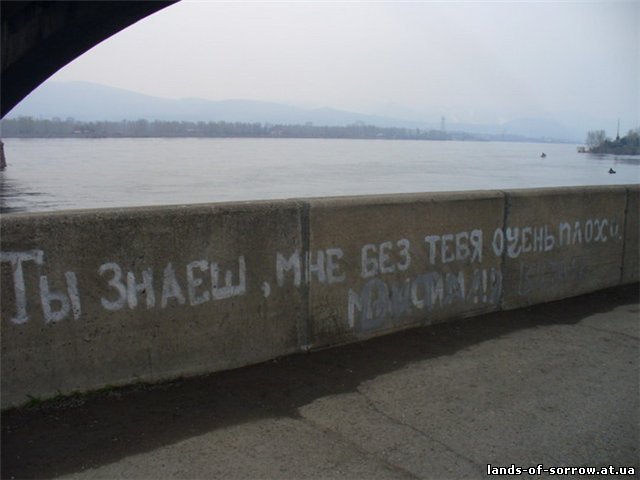 Ты ЗНАЕШ, МНЕ БЕЗ ТЕБЯ ОЧЕНЬ ПЛОХО.
МАКСИМ!!!
lands-of-sorrow.at.ua